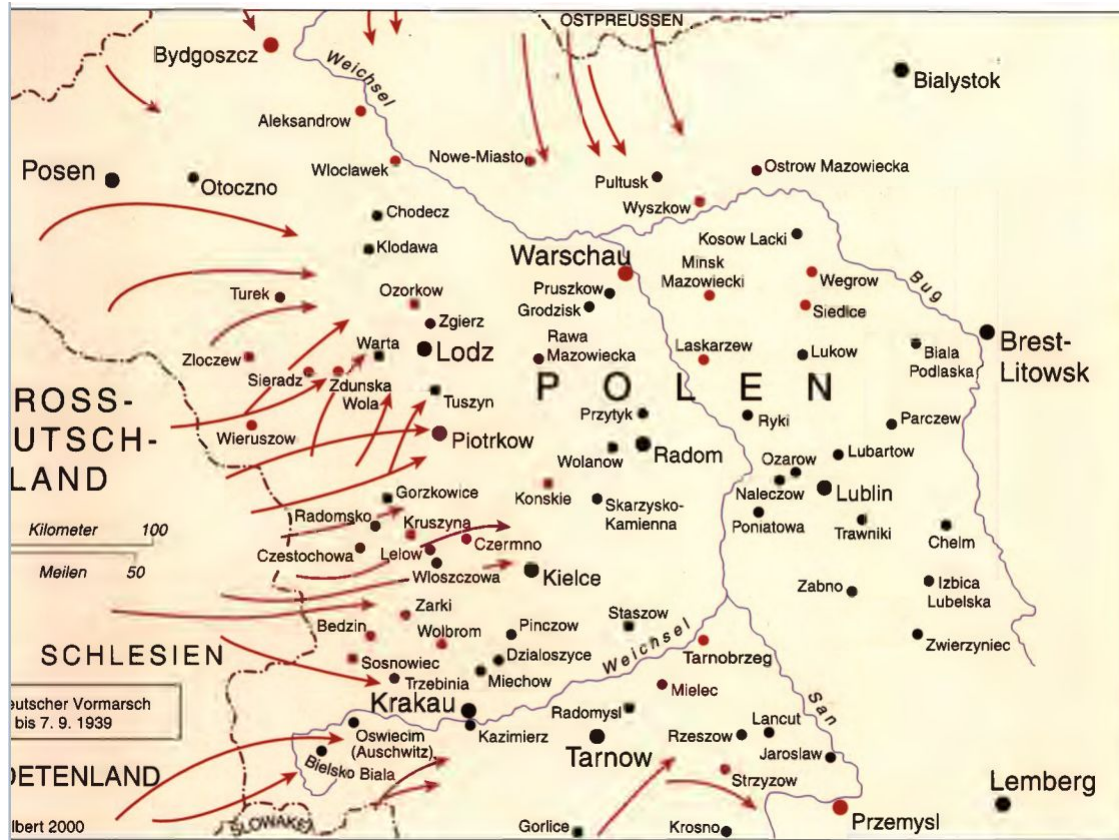 OSTPREUSSEN
Bydgoszcz
Weichsel
Bialystok
Aleksandrow
Wloclawek
Nowe-Miasto
Ostrow Mazowiecka
Posen
Otoczno
Pultusk
Wyszkow
Chodecz
Klodawa
Kosow Lacki
Warschau
Minsk
Mazowiecki
Wegrow
Bug
Turek
Ozorkow
Pruszkow
Grodzisk
Siedlce
Zgierz
Zloczew
Warta
Lodz
Rawa
Mazowiecka
Laskarzew
Lukow
Biala
Podlaska
Brest-
Litowsk
Sieradz
Zdunska
Wola
POLEN
ROSS-
UTSCH-
LAND
Tuszyn
Przytyk
Ryki
Parczew
Wieruszow
Piotrkow
Wolanow
Radom
Ozarow
Lubartow
Gorzkowice
Konskie
Skarzysko-
Kamienna
Naleczow
Lublin
Kilometer 100
Radomsko
Kruszyna
Poniatowa
Trawniki
Chelm
Meilen 50
Czestochowa
Lelow
Czermno
Wloszczowa
Kielce
Zabno
Izbica
Lubelska
Zarki
Bedzin
Wolbrom
Pinczow
Staszow
Weichsel
Zwierzyniec
SCHLESIEN
Sosnowiec
Dzialoszyce
Tarnobrzeg
Trzebinia
Miechow
Mielec
San
eutscher Vormarsch
bis 7. 9. 1939
Krakau
Radomysl
Lancut
Oswiecim
(Auschwitz)
Kazimierz
Tarnow
Rzeszow
Jaroslaw
DETENLAND
Bielsko Biala
Strzyzow
Lemberg
lbert 2000
SLOWAKEI
Gorlice
Krosno
Przemysl